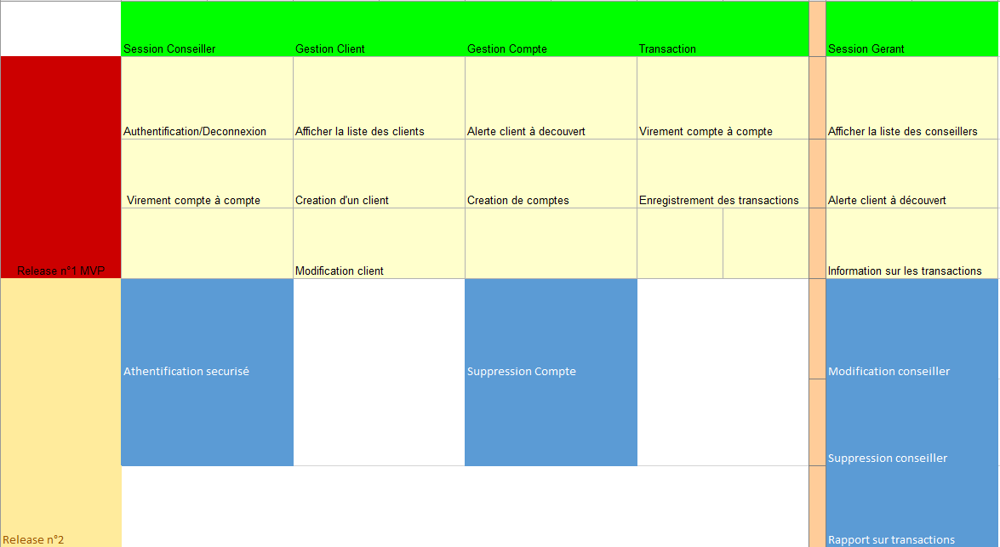 Session Conseiller
Gestion Client
Gestion Compte
Transaction
Session Gerant
Authentification/Deconnexion
Afficher la liste des clients
Alerte client à decouvert
Virement compte à compte
Afficher la liste des conseillers
Virement compte à compte
Creation d'un client
Creation de comptes
Enregistrement des transactions
Alerte client à découvert
Release n°1 MVP
Modification client
Information sur les transactions
Athentification securisé
Suppression Compte
Modification conseiller
Suppression conseiller
Release n°2
Rapport sur transactions